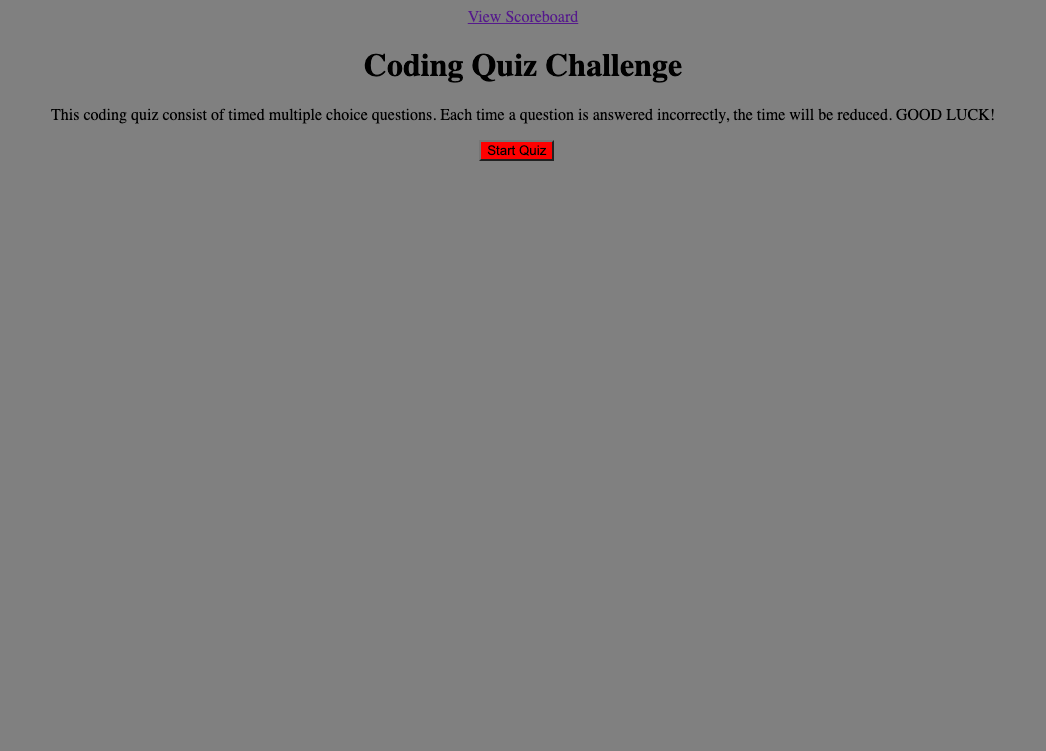 View Scoreboard
Coding Quiz Challenge
This coding quiz consist of timed multiple choice questions. Each time a question is answered incorrectly, the time will be reduced. GOOD LUCK!
Start Quiz